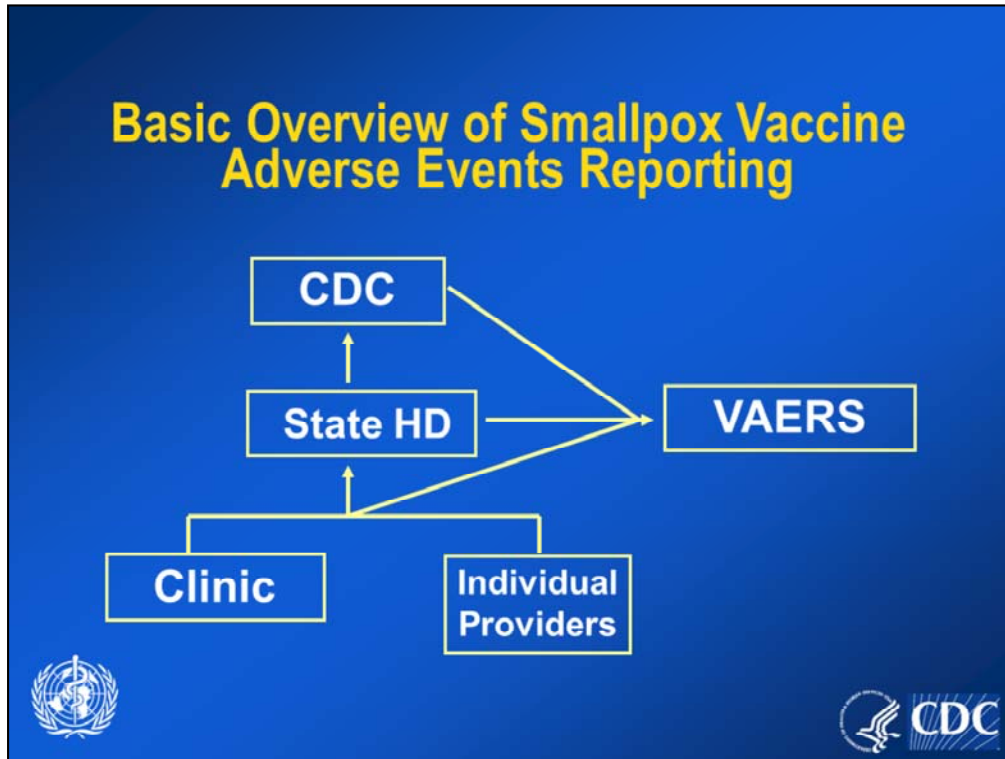 Basic Overview of Smallpox Vaccine
Adverse Events Reporting
CDC
State HD
VAERS
Clinic
Individual
Providers
CDC